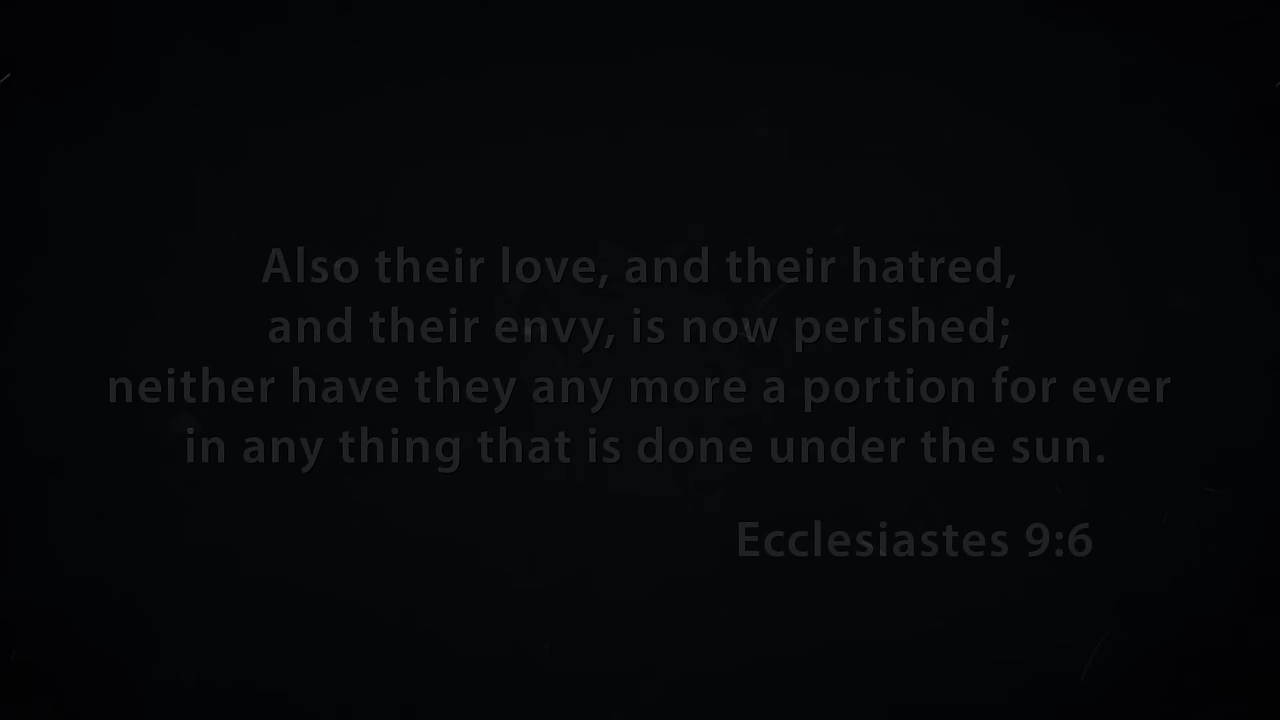 Also their love, and their hatred,
and their envy, is now perished;
neither have they any more a portion for ever
in any thing that is done under the sun.
Ecclesiastes 9:6